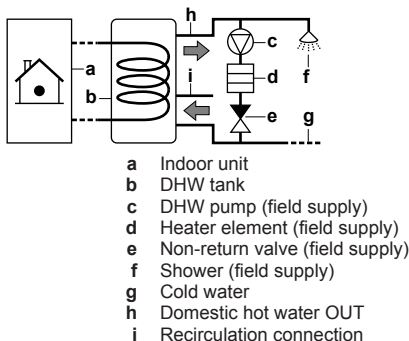 h
c
a
i
d
f
b
e
g
a Indoor unit
b DHW tank
c DHW pump (field supply)
d Heater element (field supply)
e Non-return valve (field supply)
f Shower (field supply)
g Cold water
h Domestic hot water OUT
i Recirculation connection